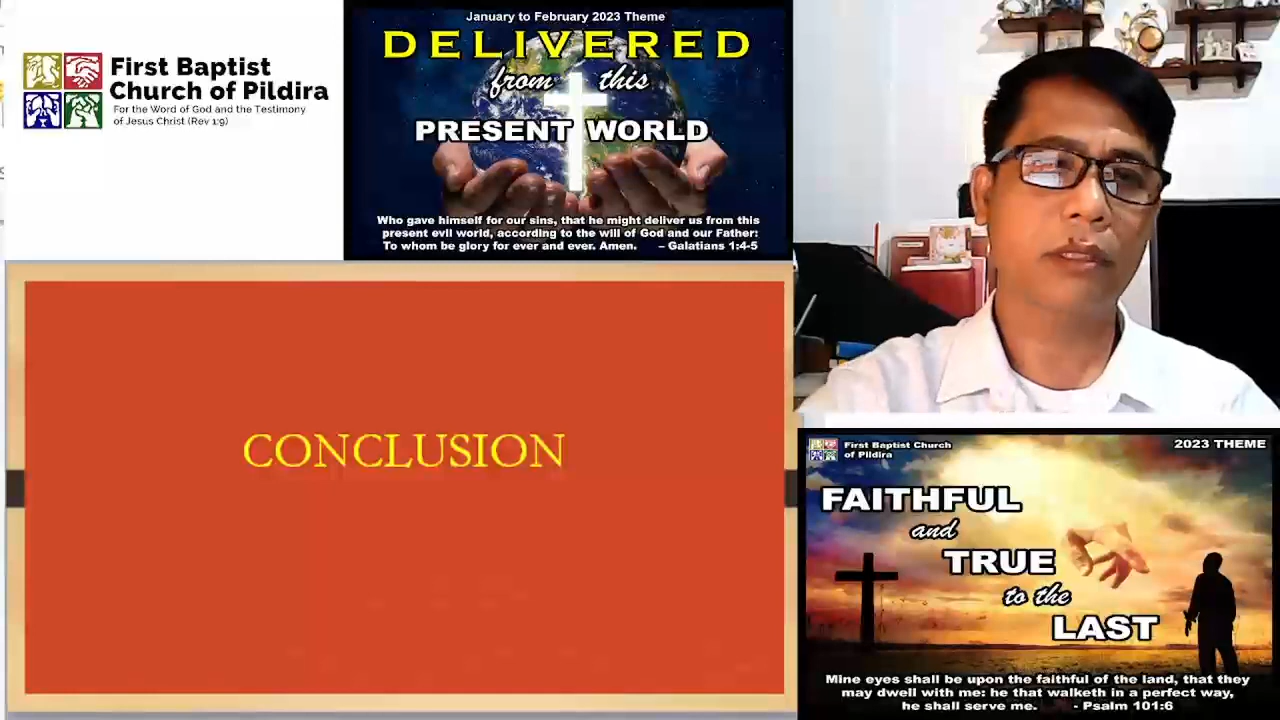 First Baptist
Church of Pildira
For the Word of God and the Testimony
of Jesus Christ (Rev 1:9)
January to February 2023 Theme
DELIVERED
from this
PRESENT WORLD
Who gave himself for our sins, that he might deliver us from this
present evil world, according to the will of God and our Father:
To whom be glory for ever and ever. Amen. – Galatians 1:4-5
CONCLUSION
First Baptist Church
of Pildira
2023 THEME
FAITHFUL
and
TRUE
to the
LAST
Mine eyes shall be upon the faithful of the land, that they
may dwell with me: he that walketh in a perfect way,
he shall serve me. - Psalm 101:6